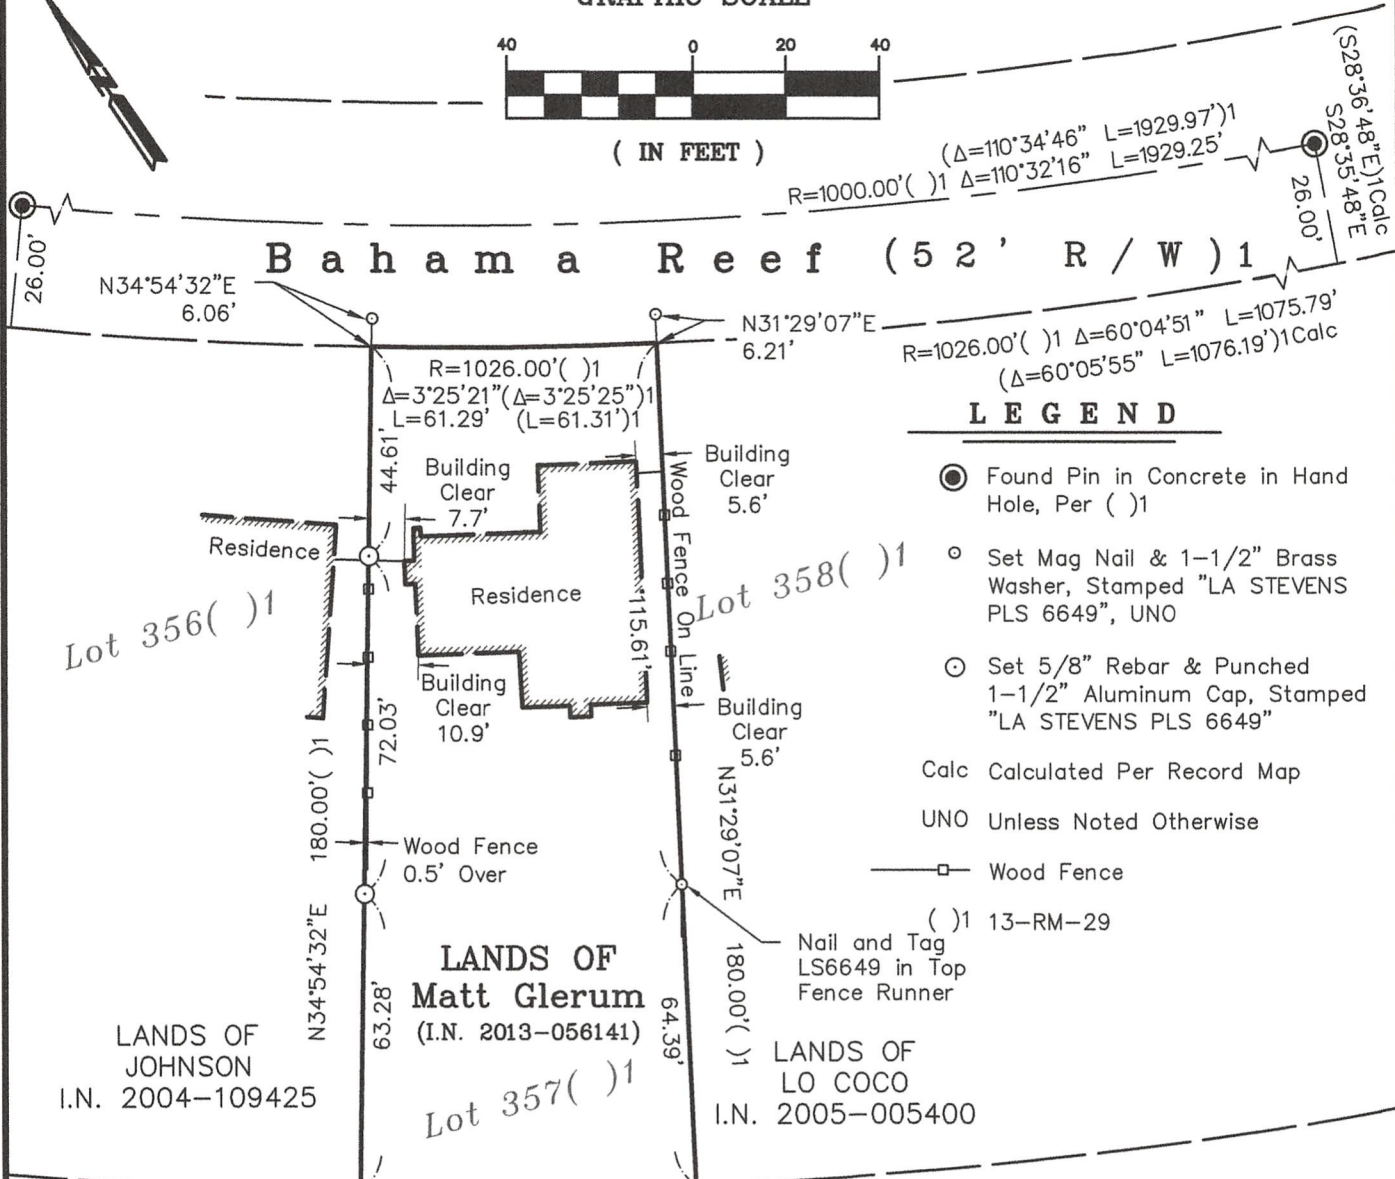 40
0
20
40
( IN FEET )
(Δ=110°34'46" L=1929.97')1
R=1000.00'( )1 Δ=110°32'16" L=1929.25'
(S28°36'48"E)1Calc
S28°35'48"E
26.00'
26.00'
Bahama Reef (52' R/W)1
N34°54'32"E
6.06'
N31°29'07"E
6.21'
R=1026.00'( )1 Δ=60°04'51" L=1075.79'
(Δ=60°05'55" L=1076.19')1Calc
R=1026.00'( )1
Δ=3°25'21"(Δ=3°25'25")1
L=61.29' (L=61.31')1
44.61'
Building
Clear
7.7'
Building
Clear
5.6'
Wood Fence On Line
Residence
Residence
115.61'
Lot 356( )1
Lot 358( )1
Building
Clear
10.9'
Building
Clear
5.6'
72.03'
180.00'( )1
N34°54'32"E
Wood Fence
0.5' Over
N31°29'07"E
180.00'( )1
Nail and Tag
LS6649 in Top
Fence Runner
63.28'
64.39'
LANDS OF
Matt Glerum
(I.N. 2013-056141)
Lot 357( )1
LANDS OF
JOHNSON
I.N. 2004-109425
LANDS OF
LO COCO
I.N. 2005-005400
LEGEND
Found Pin in Concrete in Hand
Hole, Per ( )1
Set Mag Nail & 1-1/2" Brass
Washer, Stamped "LA STEVENS
PLS 6649", UNO
Set 5/8" Rebar & Punched
1-1/2" Aluminum Cap, Stamped
"LA STEVENS PLS 6649"
Calc Calculated Per Record Map
UNO Unless Noted Otherwise
Wood Fence
( )1 13-RM-29